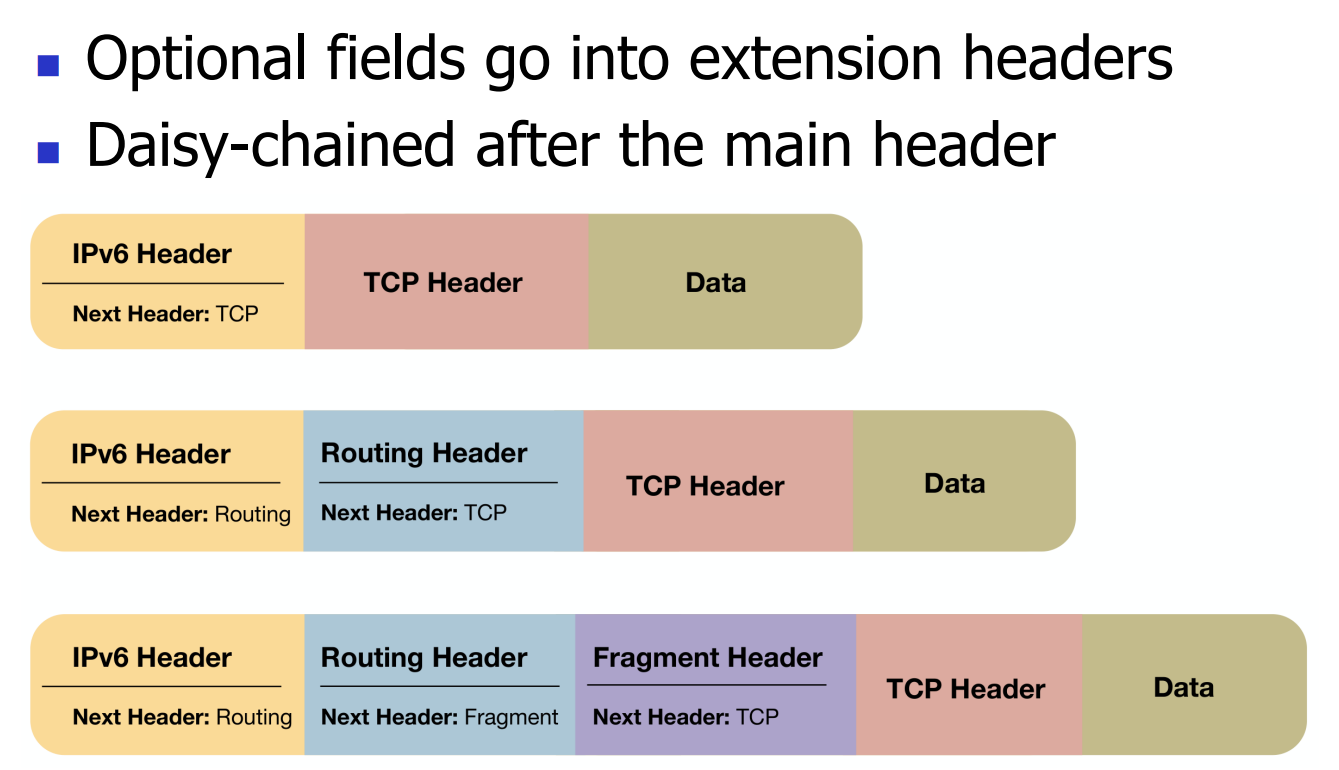 Optional fields go into extension headers
Daisy-chained after the main header
IPv6 Header
Next Header: TCP
TCP Header
Data
IPv6 Header
Next Header: Routing
Routing Header
Next Header: TCP
TCP Header
Data
IPv6 Header
Next Header: Routing
Routing Header
Next Header: Fragment
Fragment Header
Next Header: TCP
TCP Header
Data